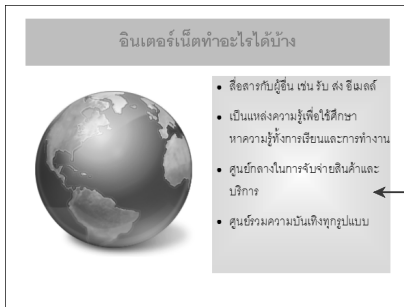 อินเตอร์เน็ตทำอะไรได้บ้าง
• สื่อสารกับผู้อื่น เช่น รับ ส่ง อีเมลล์
• เป็นแหล่งความรู้เพื่อใช้ศึกษา
หาความรู้ทั้งการเรียนและการทำงาน
• ศูนย์กลางในการจับจ่ายสินค้าและ
บริการ
• ศูนย์รวมความบันเทิงทุกรูปแบบ